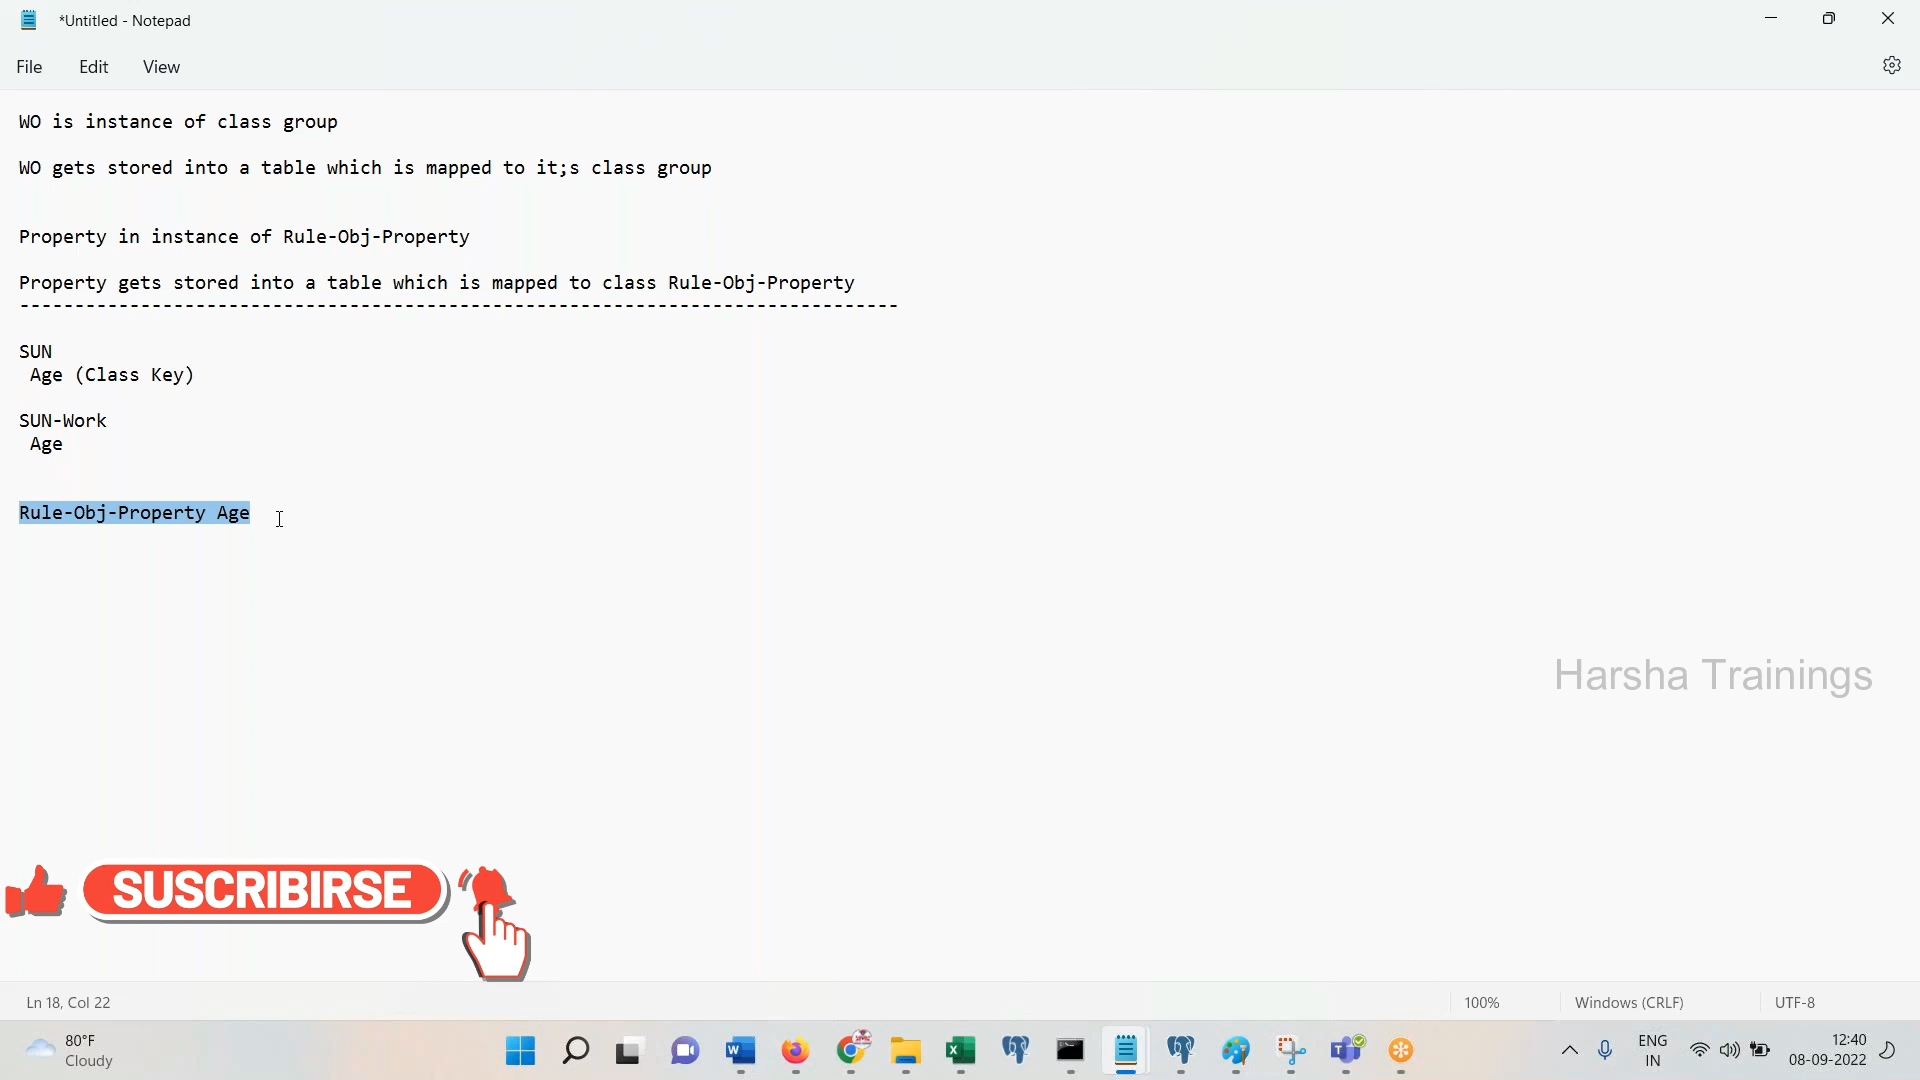 *Untitled - Notepad
File Edit View
WO is instance of class group
WO gets stored into a table which is mapped to it;s class group
Property in instance of Rule-Obj-Property
Property gets stored into a table which is mapped to class Rule-Obj-Property
--------------------------------------------------------------------------------
SUN
Age (Class Key)
SUN-Work
Age
Rule-Obj-Property Age
Harsha Trainings
SUSCRIBIRSE
Ln 18, Col 22 100% Windows (CRLF) UTF-8
80°F
Cloudy
ENG
IN
12:40
08-09-2022